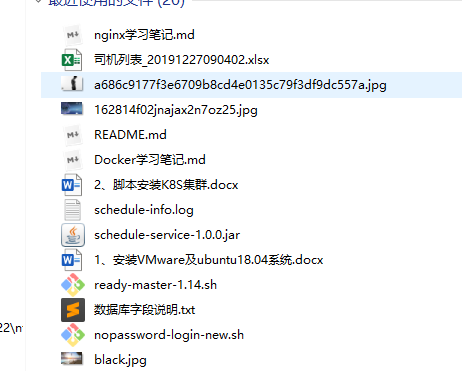 最近使用的文件 (20)
nginx学习笔记.md
司机列表_20191227090402.xlsx
a686c9177f3e6709b8cd4e0135c79f3df9dc557a.jpg
162814f02jnajax2n7oz25.jpg
README.md
Docker学习笔记.md
2、脚本安装K8S集群.docx
schedule-info.log
schedule-service-1.0.0.jar
1、安装VMware及ubuntu18.04系统.docx
ready-master-1.14.sh
数据库字段说明.txt
22\
nopassword-login-new.sh
black.jpg